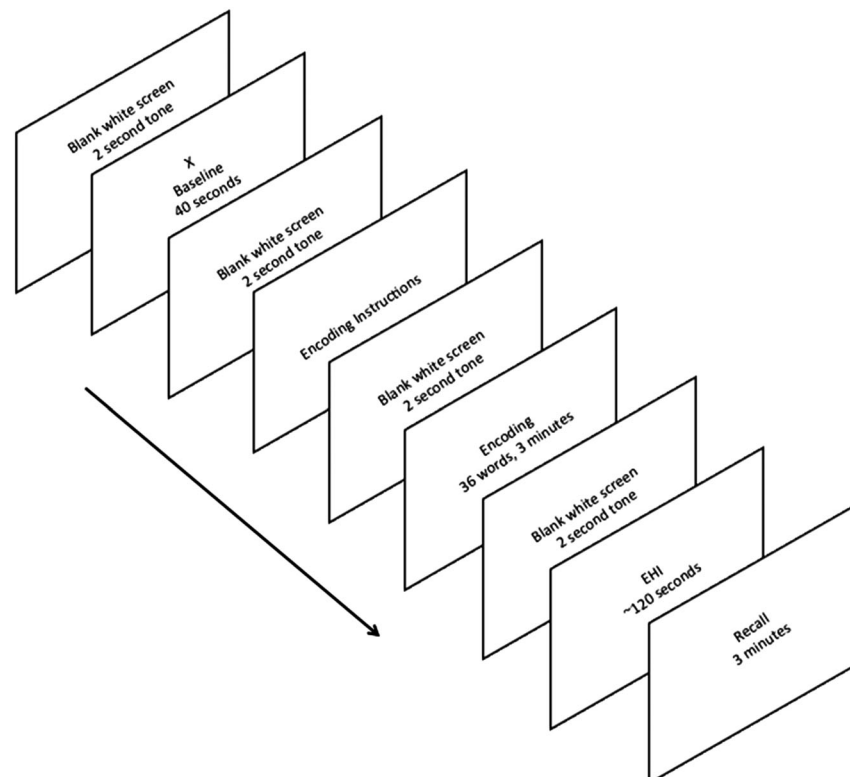 Blank white screen
2 second tone
X
Baseline
40 seconds
Blank white screen
2 second tone
Encoding Instructions
Blank white screen
2 second tone
Encoding
36 words, 3 minutes
Blank white screen
2 second tone
EHI
~120 seconds
Recall
3 minutes